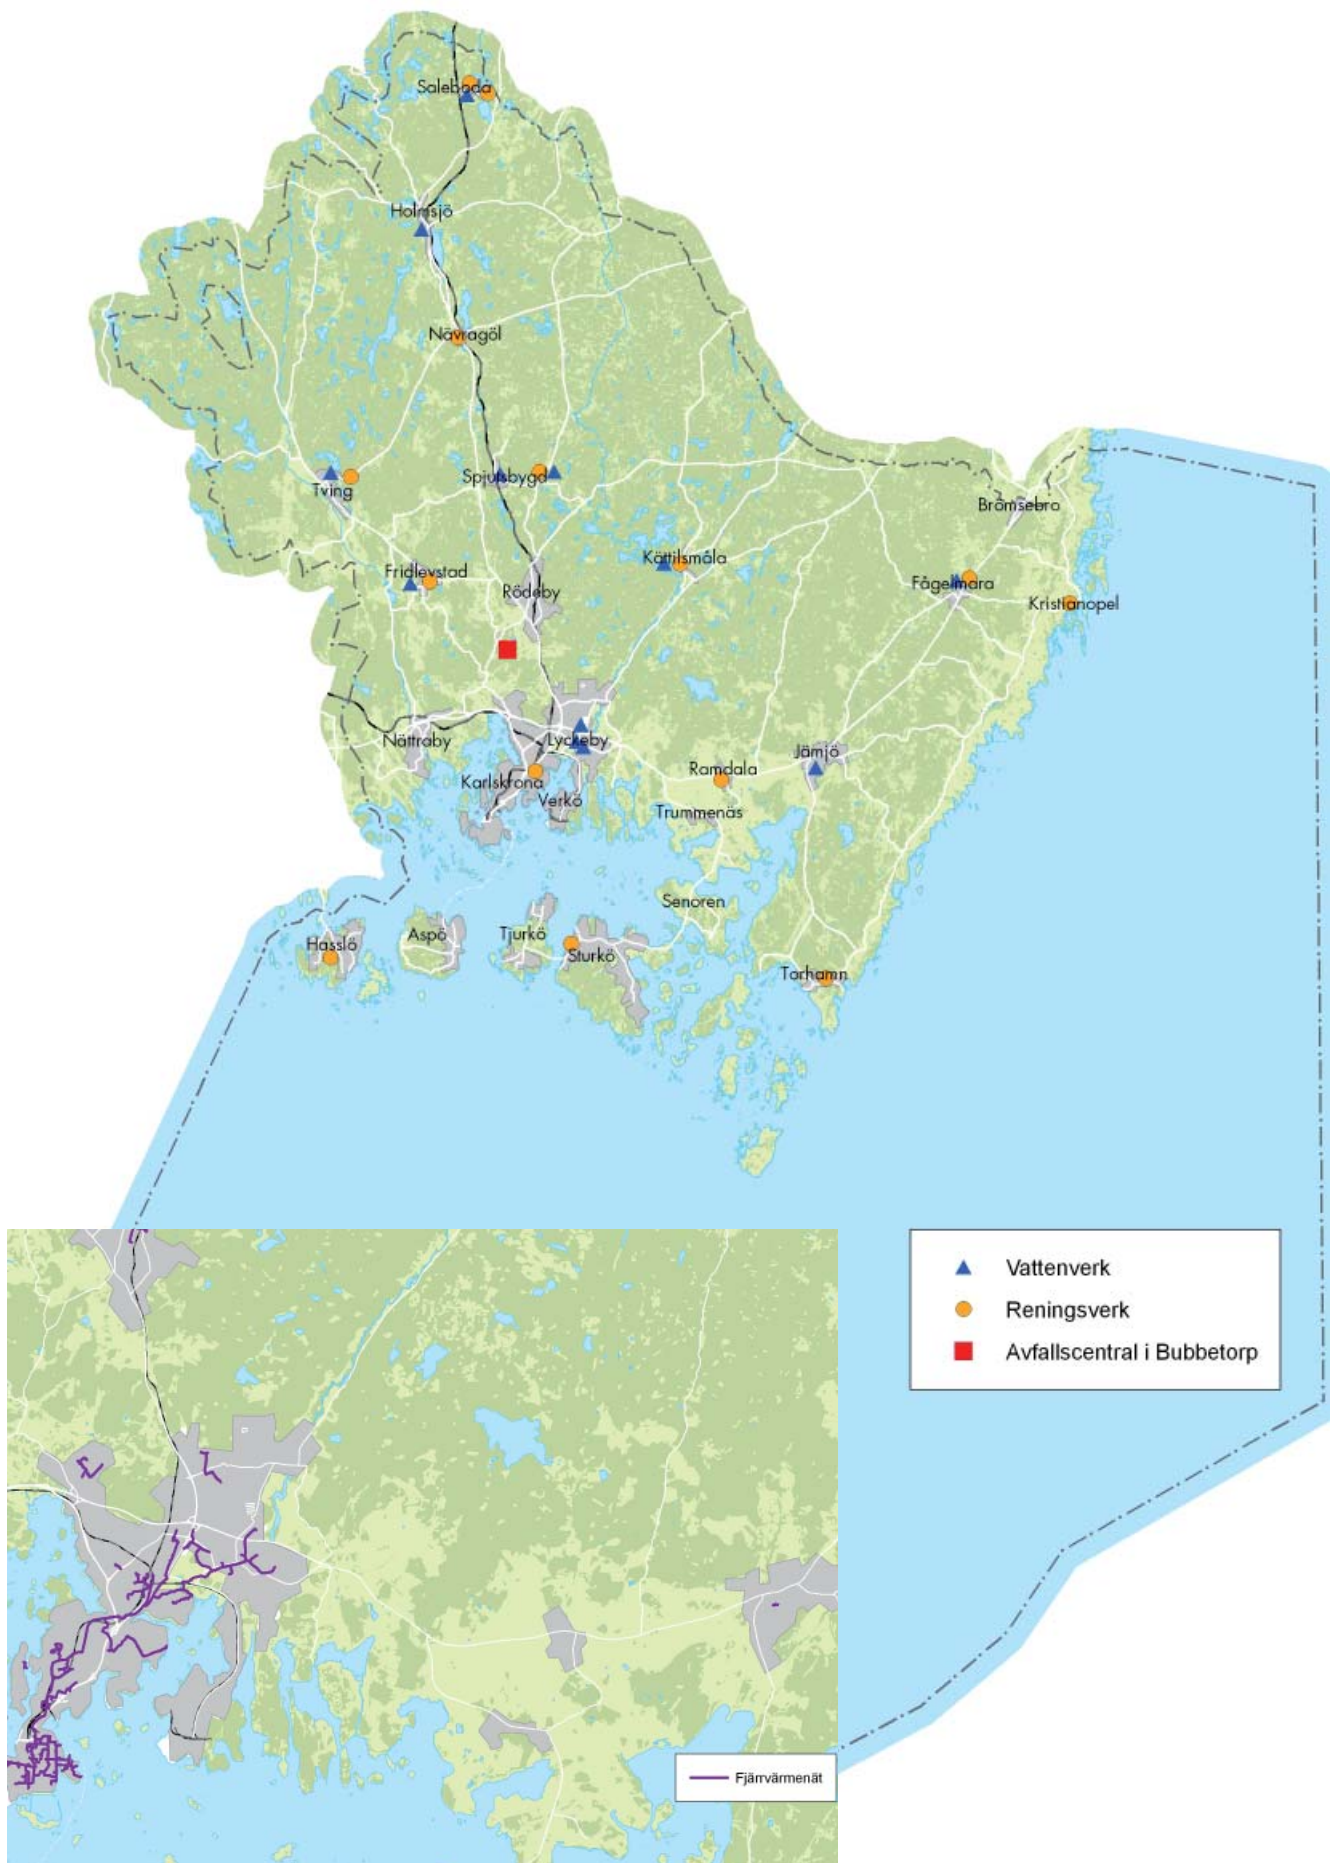 Saleboda
Holmsjö
Nävragöl
Spjutsbygd
Tving
Brömsebro
Kättilsmåla
Fridlevstad
Fågelmara
Rödeby
Kristianopel
Nättraby
Lyckeby
Jämjö
Ramdala
Karlskrona
Verkö
Trummenäs
Senoren
Hasslö
Aspö
Tjurkö
Sturkö
Torhamn
Vattenverk
Reningsverk
Avfallscentral i Bubbetorp
Fjärrvärmenät